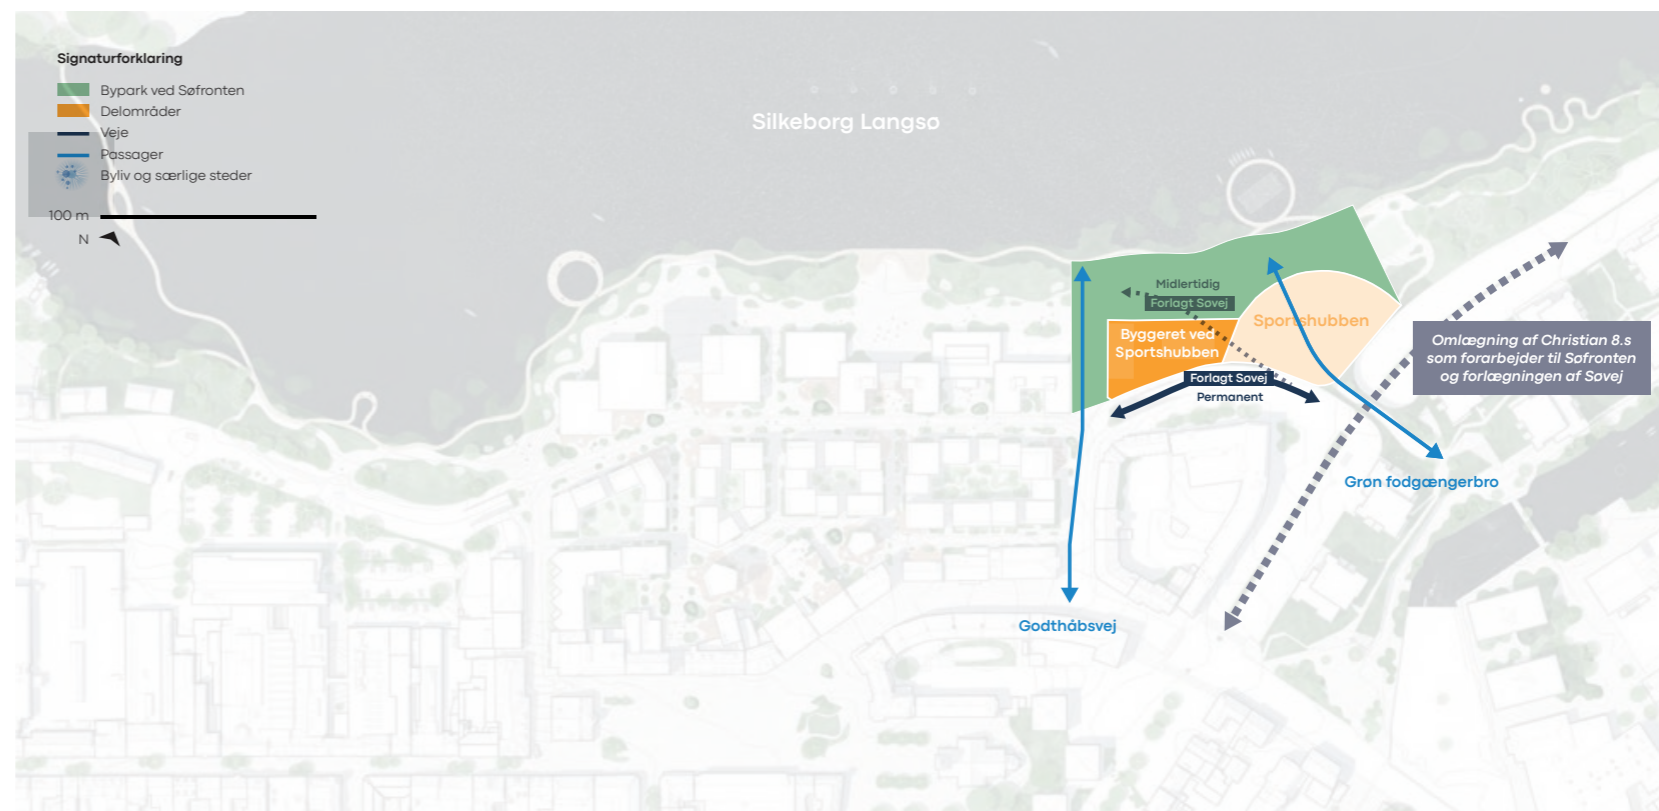 Signaturforklaring
Bypark ved Søfronten
Delområder
Veje
Passager
Byliv og særlige steder
100 m
N
Silkeborg Langsø
Midlertidig
Forlagt Søvej
Sportshubben
Byggeret ved
Sportshubben
Forlagt Søvej
Permanent
Omlægning af Christian 8.s
som forarbejder til Søfronten
og forlægningen af Søvej
Grøn fodgængerbro
Godthåbsvej